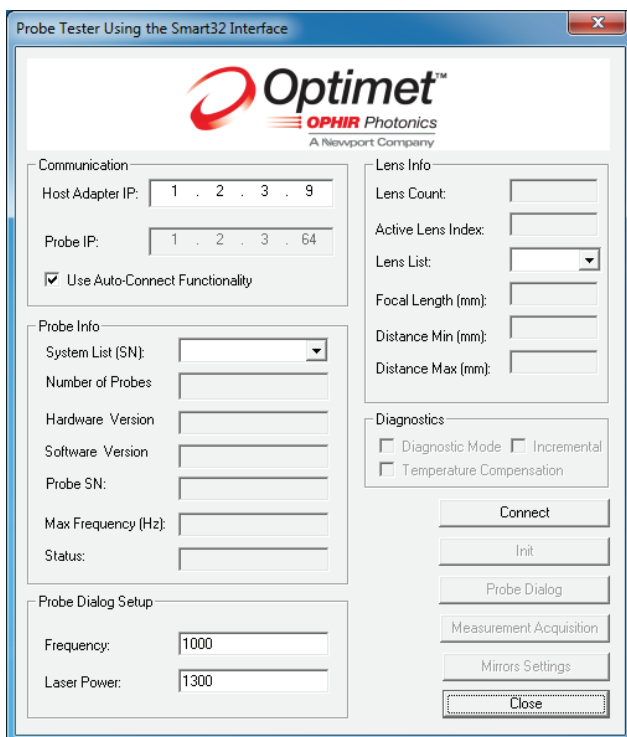 Probe Tester Using the Smart32 Interface
Optimet™
OPHIR Photonics
A Newport Company
Communication
Host Adapter IP: 1 . 2 . 3 . 9
Probe IP: 1 . 2 . 3 . 64
Use Auto-Connect Functionality
Probe Info
System List (SN):
Number of Probes
Hardware Version
Software Version
Probe SN:
Max Frequency (Hz):
Status:
Probe Dialog Setup
Frequency: 1000
Laser Power: 1300
Lens Info
Lens Count:
Active Lens Index:
Lens List:
Focal Length (mm):
Distance Min (mm):
Distance Max (mm):
Diagnostics
Diagnostic Mode Incremental
Temperature Compensation
Connect
Init
Probe Dialog
Measurement Acquisition
Mirrors Settings
Close